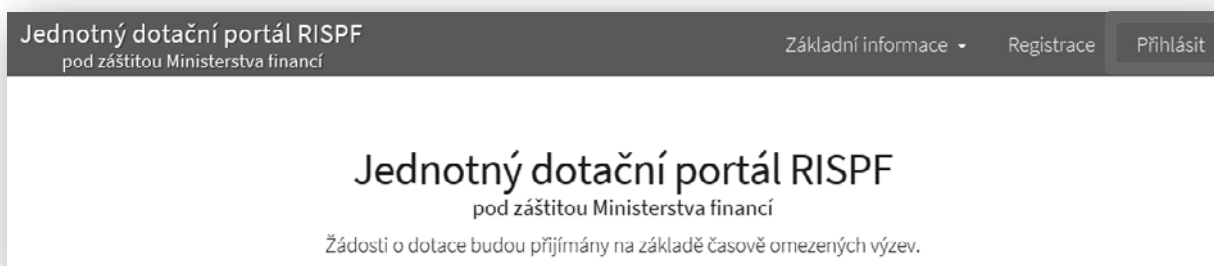 Jednotný dotační portál RISPF
pod záštitou Ministerstva financí
Základní informace
Registrace
Přihlásit
Jednotný dotační portál RISPF
pod záštitou Ministerstva financí
Žádosti o dotace budou přijímány na základě časově omezených výzev.